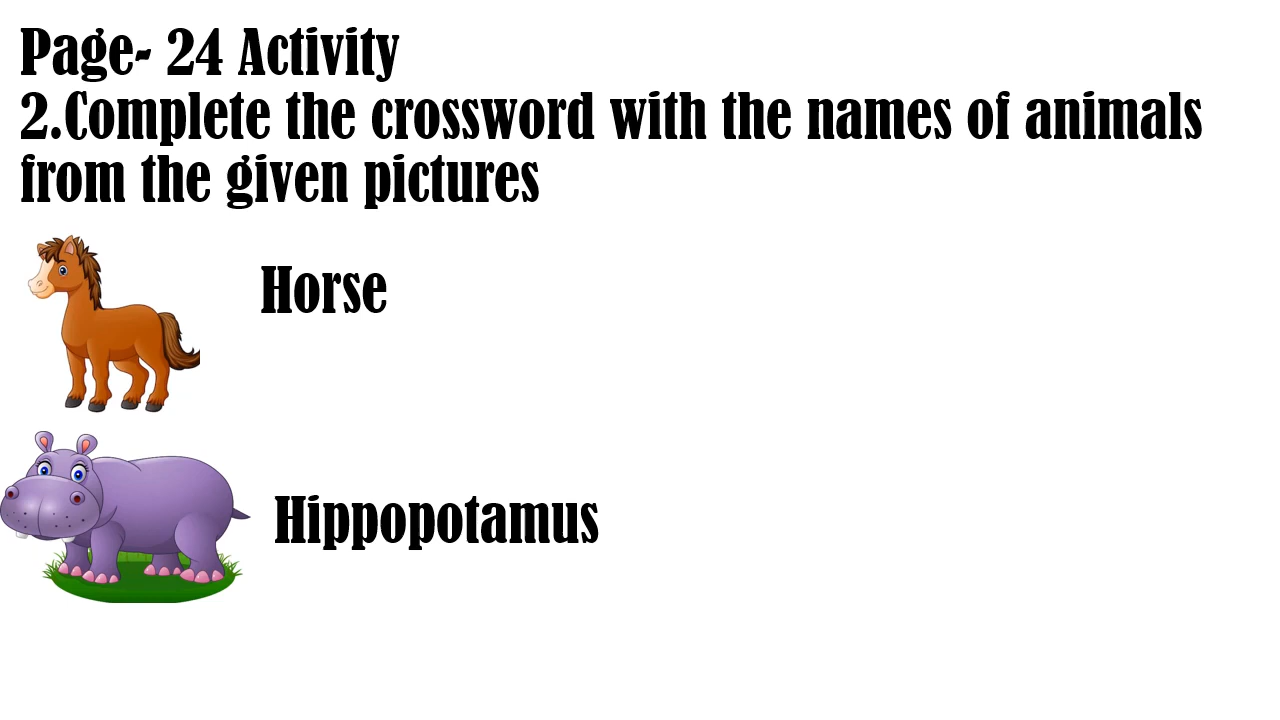 Page- 24 Activity
2.Complete the crossword with the names of animals
from the given pictures
Horse
Hippopotamus